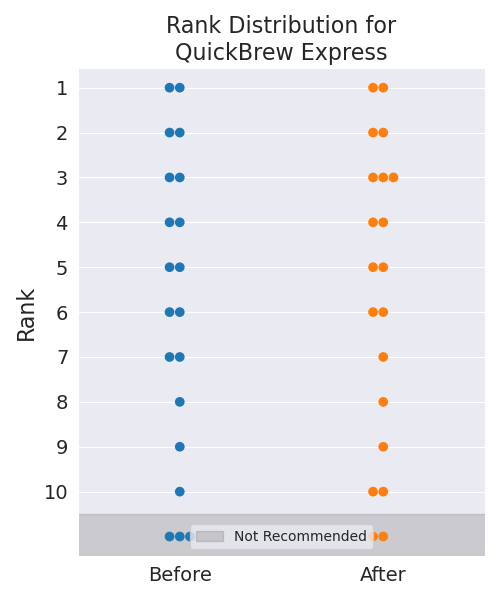 Rank Distribution for
QuickBrew Express
1
2
3
4
5
6
7
8
9
10
Rank
Not Recommended
Before
After